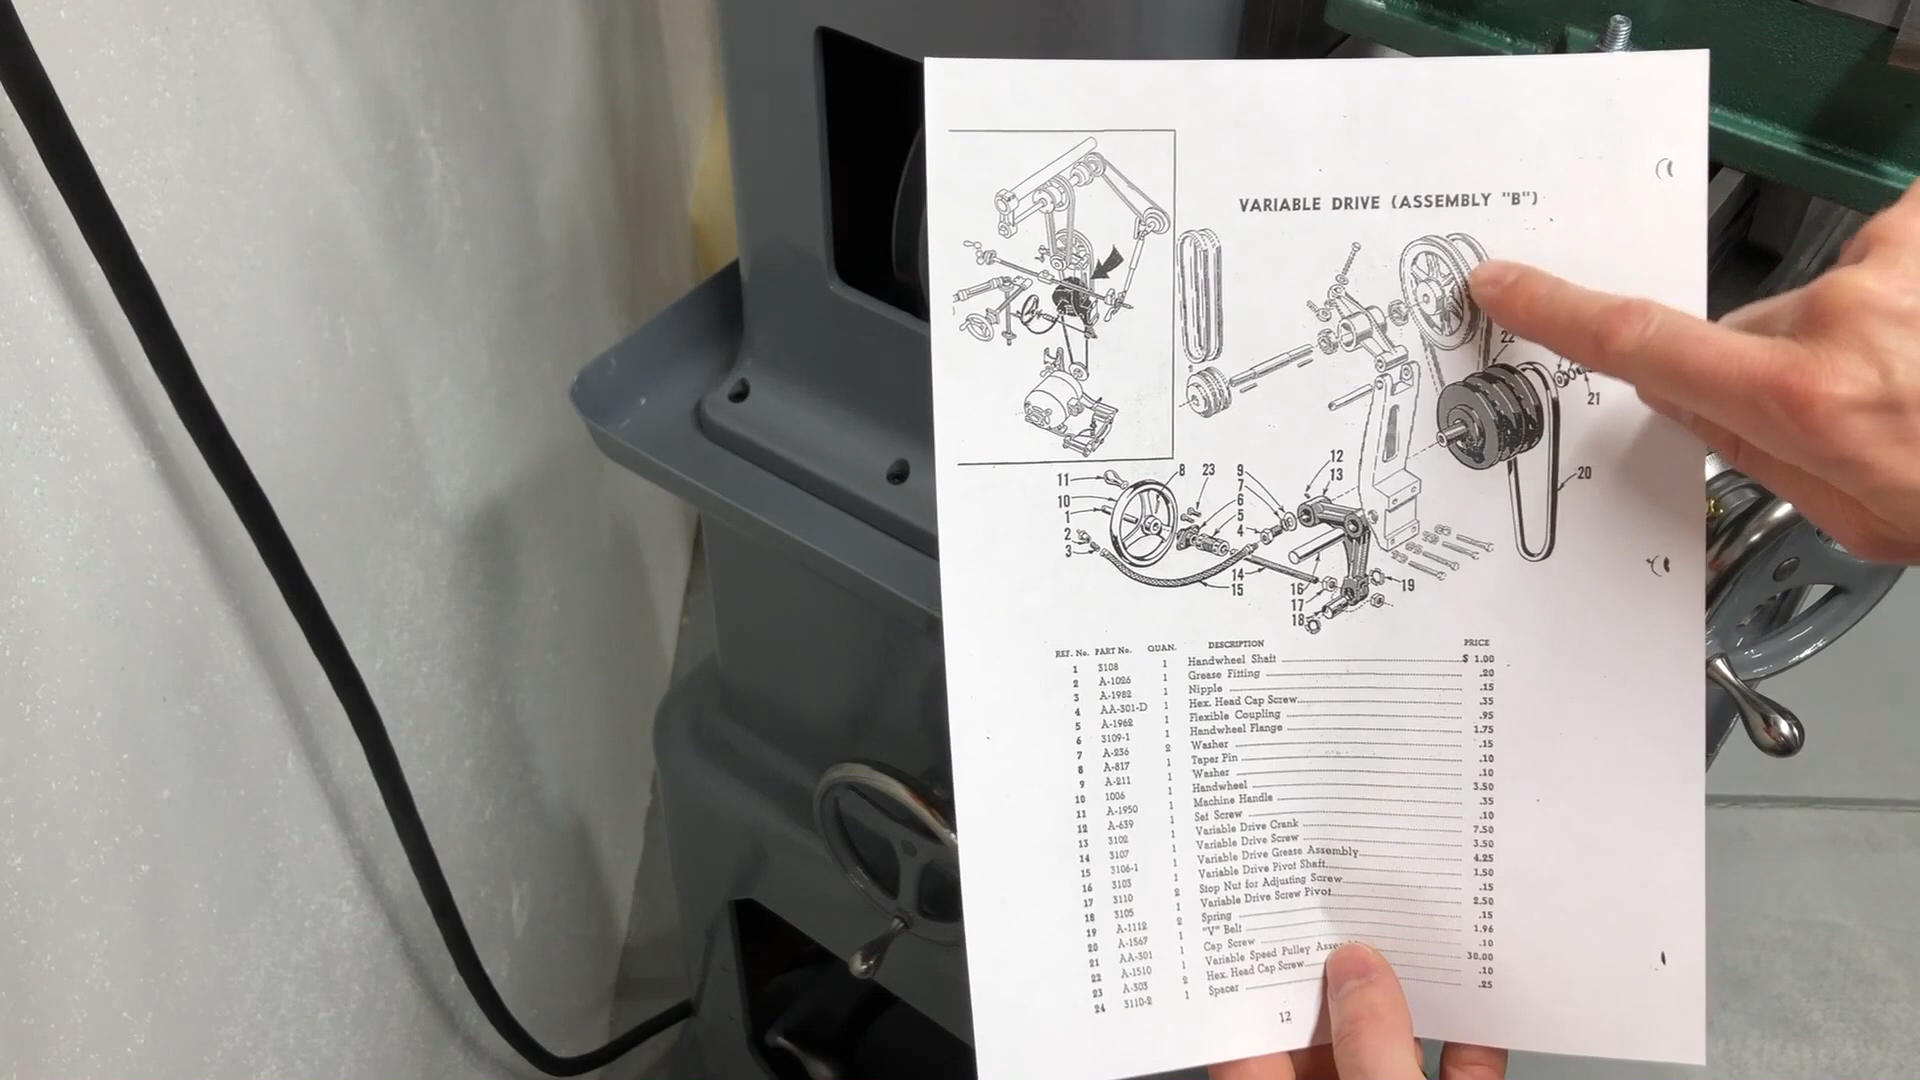 VARIABLE DRIVE (ASSEMBLY "B")
22
21
20
12
13
11
10
1
2
3
8
23
9
7
6
5
4
14
15
16
17
18
19
REF. No. PART No. QUAN. DESCRIPTION PRICE
1 3108 1 Handwheel Shaft $ 1.00
2 A-1026 1 Grease Fitting .20
3 A-1982 1 Nipple .15
4 AA-301-D 1 Hex. Head Cap Screw .35
5 A-1962 1 Flexible Coupling .95
6 3109-1 1 Handwheel Flange 1.75
7 A-236 2 Washer .15
8 A-817 1 Taper Pin .10
9 A-211 1 Washer .10
10 1006 1 Handwheel 3.50
11 A-1950 1 Machine Handle .35
12 A-639 1 Set Screw .10
13 3102 1 Variable Drive Crank 7.50
14 3107 1 Variable Drive Screw 3.50
15 3106-1 1 Variable Drive Grease Assembly 4.25
16 3103 1 Variable Drive Pivot Shaft 1.50
17 3110 2 Stop Nut for Adjusting Screw .15
18 3105 1 Variable Drive Screw Pivot 2.50
19 A-1112 2 Spring .15
20 A-1567 1 "V" Belt 1.96
21 AA-301 1 Cap Screw .10
22 A-1510 1 Variable Speed Pulley 30.00
23 A-303 2 Hex. Head Cap Screw .10
24 3110-2 1 Spacer .25
12